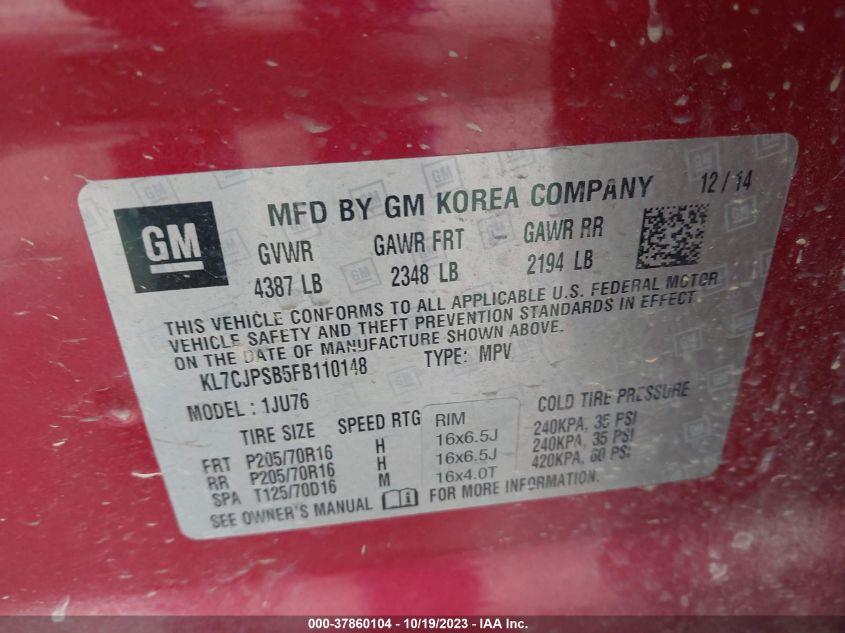 MFD BY GM KOREA COMPANY 12 / 14
GM
GVWR GAWR FRT GAWR RR
4387 LB 2348 LB 2194 LB
THIS VEHICLE CONFORMS TO ALL APPLICABLE U.S. FEDERAL MOTOR
VEHICLE SAFETY AND THEFT PREVENTION STANDARDS IN EFFECT
ON THE DATE OF MANUFACTURE SHOWN ABOVE.
KL7CJPSB5FB110148 TYPE: MPV
MODEL : 1JU76
TIRE SIZE SPEED RTG RIM COLD TIRE PRESSURE
FRT P205/70R16 H 16x6.5J 240KPA, 35 PSI
RR P205/70R16 H 16x6.5J 240KPA, 35 PSI
SPA T125/70D16 M 16x4.0T 420KPA, 60 PSI
SEE OWNER'S MANUAL i FOR MORE INFORMATION.
000-37860104 - 10/19/2023 - IAA Inc.